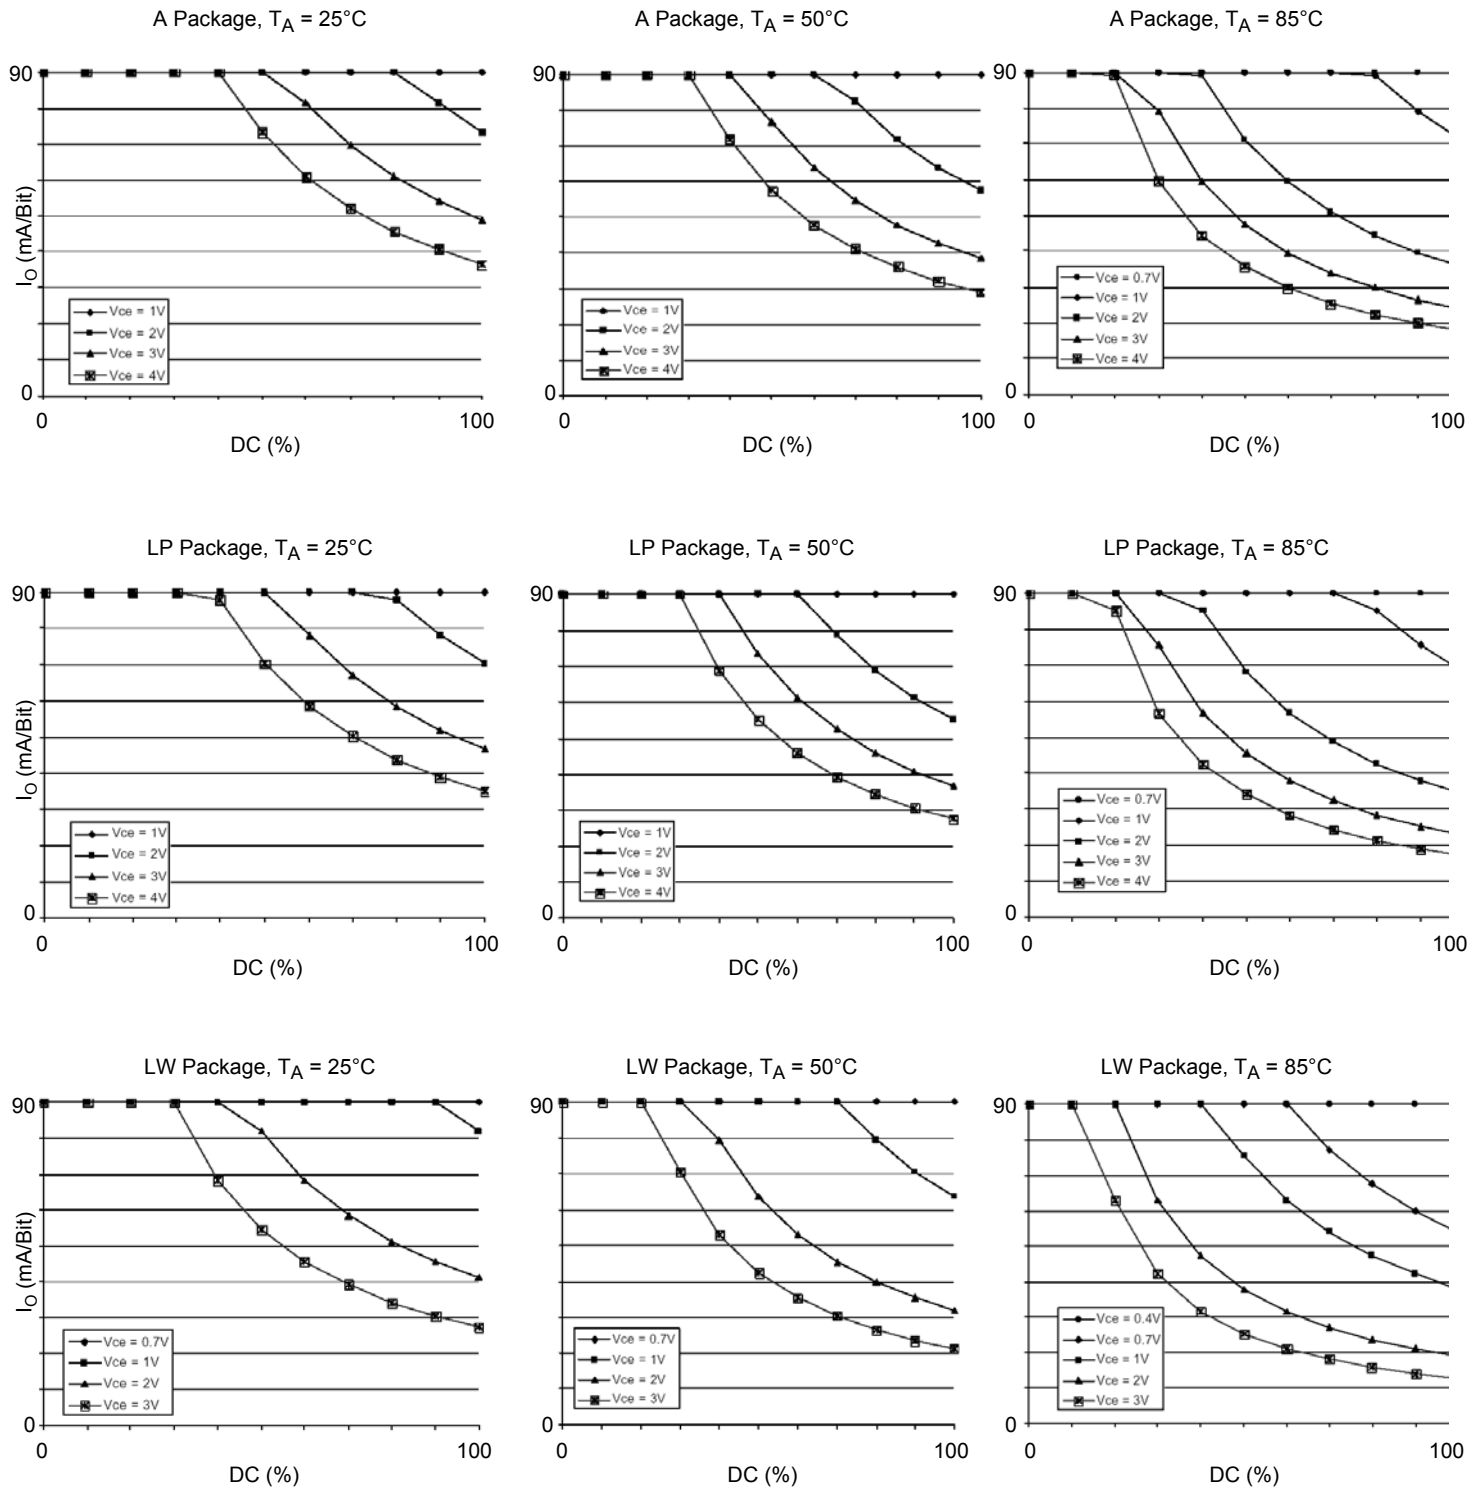 A Package, TA = 25°C
90
IO (mA/Bit)
Vce = 1V
Vce = 2V
Vce = 3V
Vce = 4V
0
0
100
DC (%)
A Package, TA = 50°C
90
Vce = 1V
Vce = 2V
Vce = 3V
Vce = 4V
0
0
100
DC (%)
A Package, TA = 85°C
90
Vce = 0.7V
Vce = 1V
Vce = 2V
Vce = 3V
Vce = 4V
0
0
100
DC (%)
LP Package, TA = 25°C
90
IO (mA/Bit)
Vce = 1V
Vce = 2V
Vce = 3V
Vce = 4V
0
0
100
DC (%)
LP Package, TA = 50°C
90
Vce = 1V
Vce = 2V
Vce = 3V
Vce = 4V
0
0
100
DC (%)
LP Package, TA = 85°C
90
Vce = 0.7V
Vce = 1V
Vce = 2V
Vce = 3V
Vce = 4V
0
0
100
DC (%)
LW Package, TA = 25°C
90
IO (mA/Bit)
Vce = 0.7V
Vce = 1V
Vce = 2V
Vce = 3V
0
0
100
DC (%)
LW Package, TA = 50°C
90
Vce = 0.7V
Vce = 1V
Vce = 2V
Vce = 3V
0
0
100
DC (%)
LW Package, TA = 85°C
90
Vce = 0.4V
Vce = 0.7V
Vce = 1V
Vce = 2V
Vce = 3V
0
0
100
DC (%)